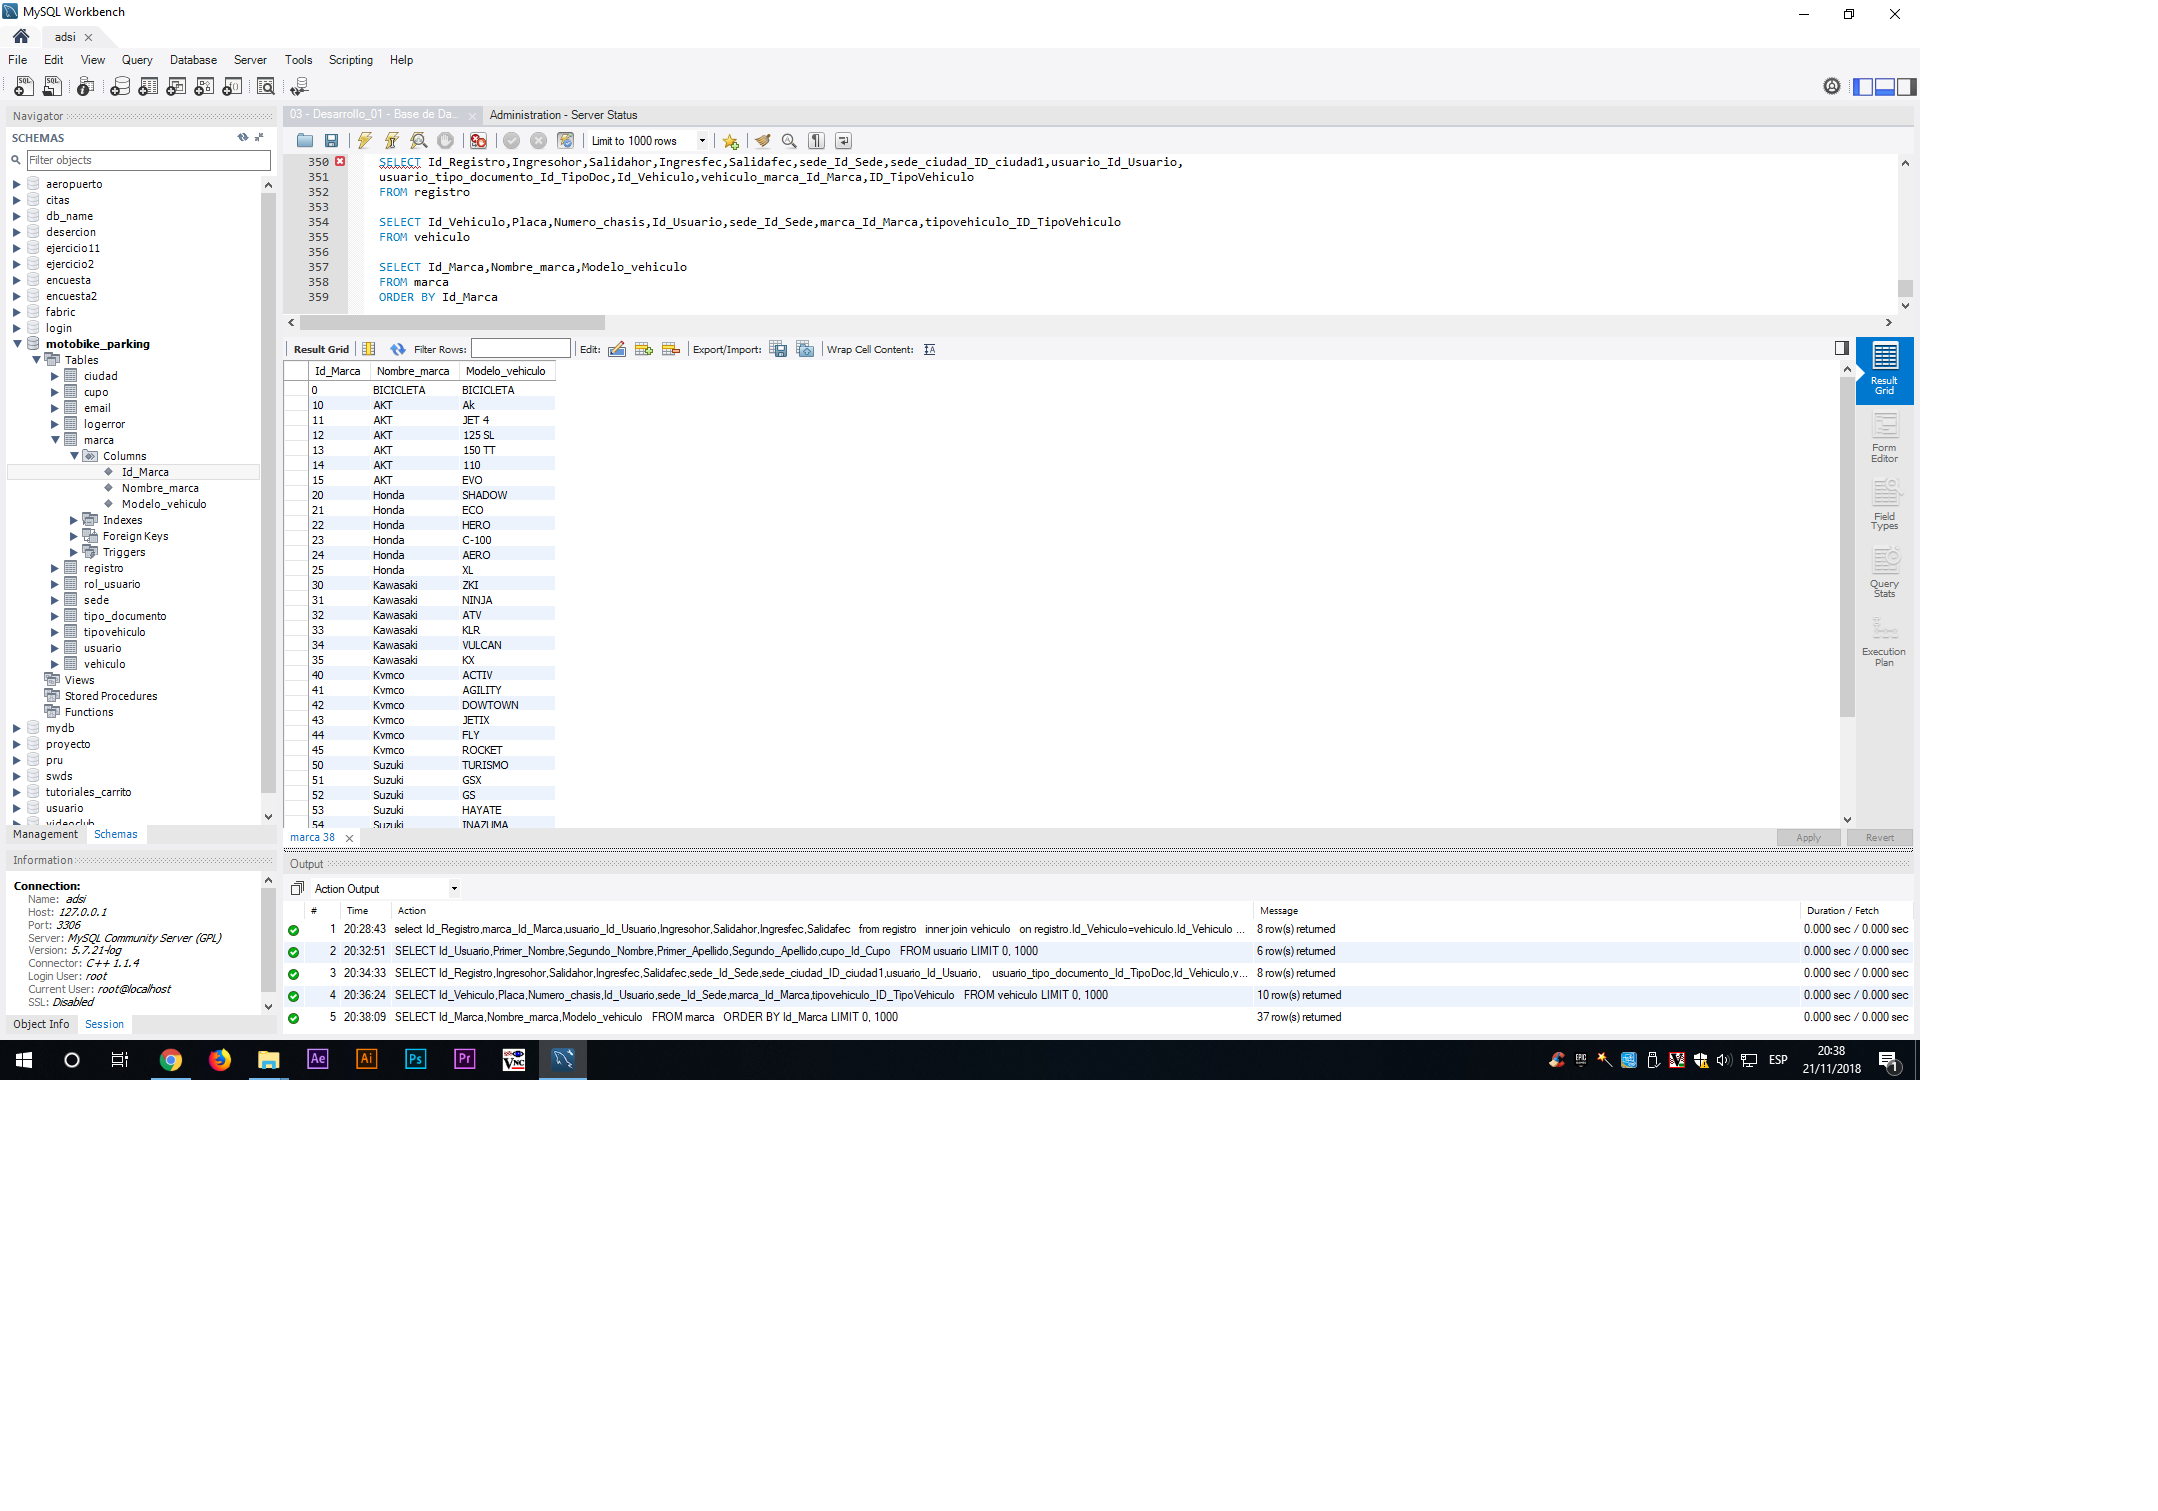 MySQL Workbench
adsi
File Edit View Query Database Server Tools Scripting Help
Navigator
SCHEMAS
Filter objects
aeropuerto
citas
db_name
desercion
ejercicio11
ejercicio2
encuesta
encuesta2
fabric
login
motobike_parking
Tables
ciudad
cupo
email
logerror
marca
Columns
Id_Marca
Nombre_marca
Modelo_vehiculo
Indexes
Foreign Keys
Triggers
registro
rol_usuario
sede
tipo_documento
tipovehiculo
usuario
vehiculo
Views
Stored Procedures
Functions
mydb
proyecto
pru
swds
tutoriales_carrito
usuario
videoclub
Management Schemas
Information
Connection:
Name: adsi
Host: 127.0.0.1
Port: 3306
Server: MySQL Community Server (GPL)
Version: 5.7.21-log
Connector: C++ 1.1.4
Login User: root
Current User: root@localhost
SSL: Disabled
Object Info Session
03 - Desarrollo_01 - Base de Da... Administration - Server Status
Limit to 1000 rows
350 SELECT Id_Registro,Ingresohor,Salidahor,Ingresfec,Salidafec,sede_Id_Sede,sede_ciudad_ID_ciudad1,usuario_Id_Usuario,
351 usuario_tipo_documento_Id_TipoDoc,Id_Vehiculo,vehiculo_marca_Id_Marca,ID_TipoVehiculo
352 FROM registro
353
354 SELECT Id_Vehiculo,Placa,Numero_chasis,Id_Usuario,sede_Id_Sede,marca_Id_Marca,tipovehiculo_ID_TipoVehiculo
355 FROM vehiculo
356
357 SELECT Id_Marca,Nombre_marca,Modelo_vehiculo
358 FROM marca
359 ORDER BY Id_Marca
Result Grid Filter Rows: Edit: Export/Import: Wrap Cell Content:
Id_Marca Nombre_marca Modelo_vehiculo
0 BICICLETA BICICLETA
10 AKT Ak
11 AKT JET 4
12 AKT 125 SL
13 AKT 150 TT
14 AKT 110
15 AKT EVO
20 Honda SHADOW
21 Honda ECO
22 Honda HERO
23 Honda C-100
24 Honda AERO
25 Honda XL
30 Kawasaki ZKI
31 Kawasaki NINJA
32 Kawasaki ATV
33 Kawasaki KLR
34 Kawasaki VULCAN
35 Kawasaki KX
40 Kvmco ACTIV
41 Kvmco AGILITY
42 Kvmco DOWTOWN
43 Kvmco JETIX
44 Kvmco FLY
45 Kvmco ROCKET
50 Suzuki TURISMO
51 Suzuki GSX
52 Suzuki GS
53 Suzuki HAYATE
54 Suzuki INAZUMA
Result Grid
Form Editor
Field Types
Query Stats
Execution Plan
marca 38
Apply Revert
Output
Action Output
# Time Action Message Duration / Fetch
1 20:28:43 select Id_Registro,marca_Id_Marca,usuario_Id_Usuario,Ingresohor,Salidahor,Ingresfec,Salidafec from registro inner join vehiculo on registro.Id_Vehiculo=vehiculo.Id_Vehiculo ... 8 row(s) returned 0.000 sec / 0.000 sec
2 20:32:51 SELECT Id_Usuario,Primer_Nombre,Segundo_Nombre,Primer_Apellido,Segundo_Apellido,cupo_Id_Cupo FROM usuario LIMIT 0, 1000 6 row(s) returned 0.000 sec / 0.000 sec
3 20:34:33 SELECT Id_Registro,Ingresohor,Salidahor,Ingresfec,Salidafec,sede_Id_Sede,sede_ciudad_ID_ciudad1,usuario_Id_Usuario, usuario_tipo_documento_Id_TipoDoc,Id_Vehiculo,v... 8 row(s) returned 0.000 sec / 0.000 sec
4 20:36:24 SELECT Id_Vehiculo,Placa,Numero_chasis,Id_Usuario,sede_Id_Sede,marca_Id_Marca,tipovehiculo_ID_TipoVehiculo FROM vehiculo LIMIT 0, 1000 10 row(s) returned 0.000 sec / 0.000 sec
5 20:38:09 SELECT Id_Marca,Nombre_marca,Modelo_vehiculo FROM marca ORDER BY Id_Marca LIMIT 0, 1000 37 row(s) returned 0.000 sec / 0.000 sec
Ae Ai Ps Pr VNC
EPIC
ESP
20:38
21/11/2018
1